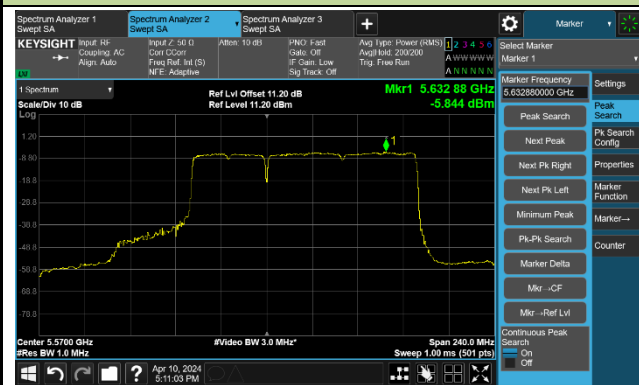 Spectrum Analyzer 1
Swept SA
Spectrum Analyzer 2
Swept SA
Spectrum Analyzer 3
Swept SA
+
Marker
KEYSIGHT
Input: RF
Coupling: AC
Align: Auto
Input Z: 50 Ω
Corr CCorr
Freq Ref: Int (S)
NFE: Adaptive
Atten: 10 dB
PNO: Fast
Gate: Off
IF Gain: Low
Sig Track: Off
Avg Type: Power (RMS)
Avg|Hold: 200/200
Trig: Free Run
1 2 3 4 5 6
A W W W W W
A N N N N N
Select Marker
Marker 1
1 Spectrum
Scale/Div 10 dB
Log
Ref Lvl Offset 11.20 dB
Ref Level 11.20 dBm
Mkr1 5.632 88 GHz
-5.844 dBm
1
1.20
-8.80
-18.8
-28.8
-38.8
-48.8
-58.8
-68.8
-78.8
Center 5.5700 GHz
#Res BW 1.0 MHz
#Video BW 3.0 MHz*
Span 240.0 MHz
Sweep 1.00 ms (501 pts)
Marker Frequency
5.632880000 GHz
Peak Search
Next Peak
Next Pk Right
Next Pk Left
Minimum Peak
Pk-Pk Search
Marker Delta
Mkr→CF
Mkr→Ref Lvl
Continuous Peak
Search
On
Off
Settings
Peak
Search
Pk Search
Config
Properties
Marker
Function
Marker→
Counter
?
Apr 10, 2024
5:11:03 PM